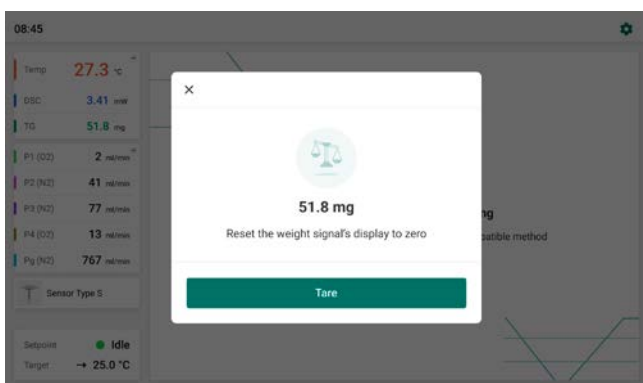 08:45
Temp 27.3 °C
DSC 3.41 mW
TG 51.8 mg
P1 (O2) 2 ml/min
P2 (N2) 41 ml/min
P3 (N2) 77 ml/min
P4 (O2) 13 ml/min
Pg (N2) 767 ml/min
Sensor Type S
Setpoint Idle
Target → 25.0 °C
51.8 mg
Reset the weight signal's display to zero
Tare
ng
patible method